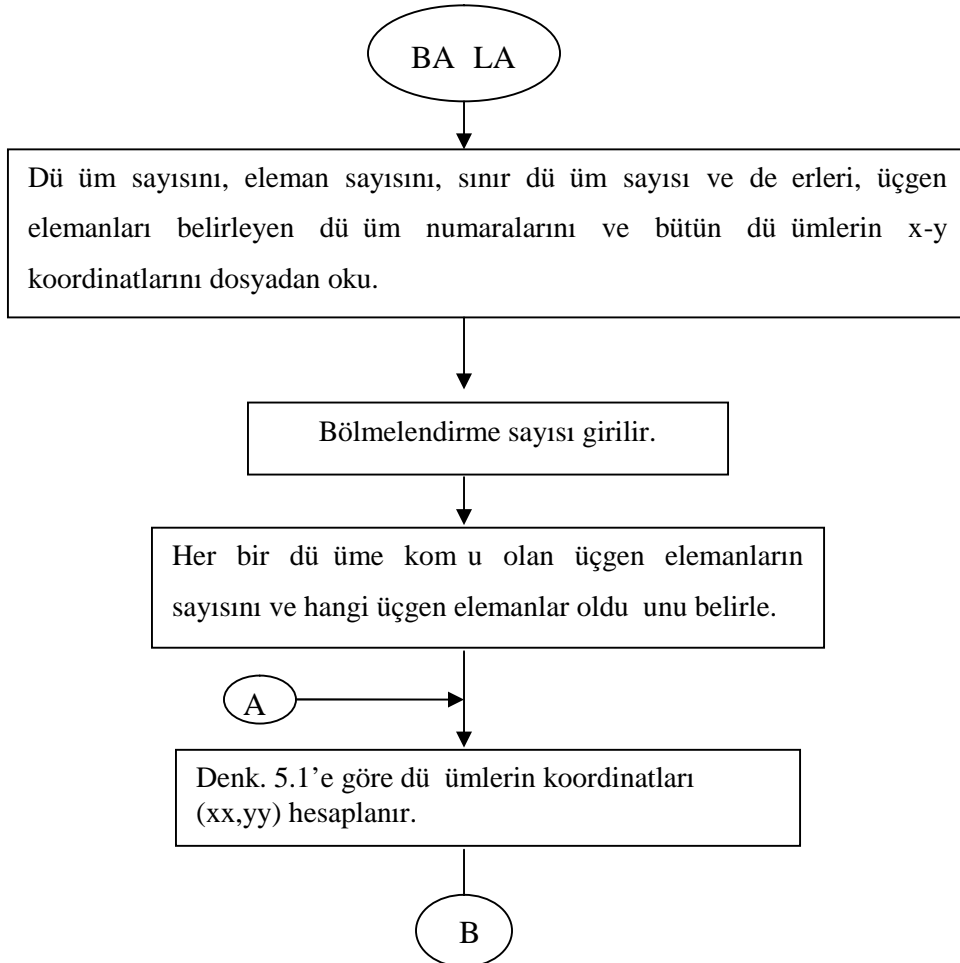 BA LA
Dü üm sayısını, eleman sayısını, sınır dü üm sayısı ve de erleri, üçgen
elemanları belirleyen dü üm numaralarını ve bütün dü ümlerin x-y
koordinatlarını dosyadan oku.
Bölmelendirme sayısı girilir.
Her bir dü üme kom u olan üçgen elemanların
sayısını ve hangi üçgen elemanlar oldu unu belirle.
A
Denk. 5.1’e göre dü ümlerin koordinatları
(xx,yy) hesaplanır.
B